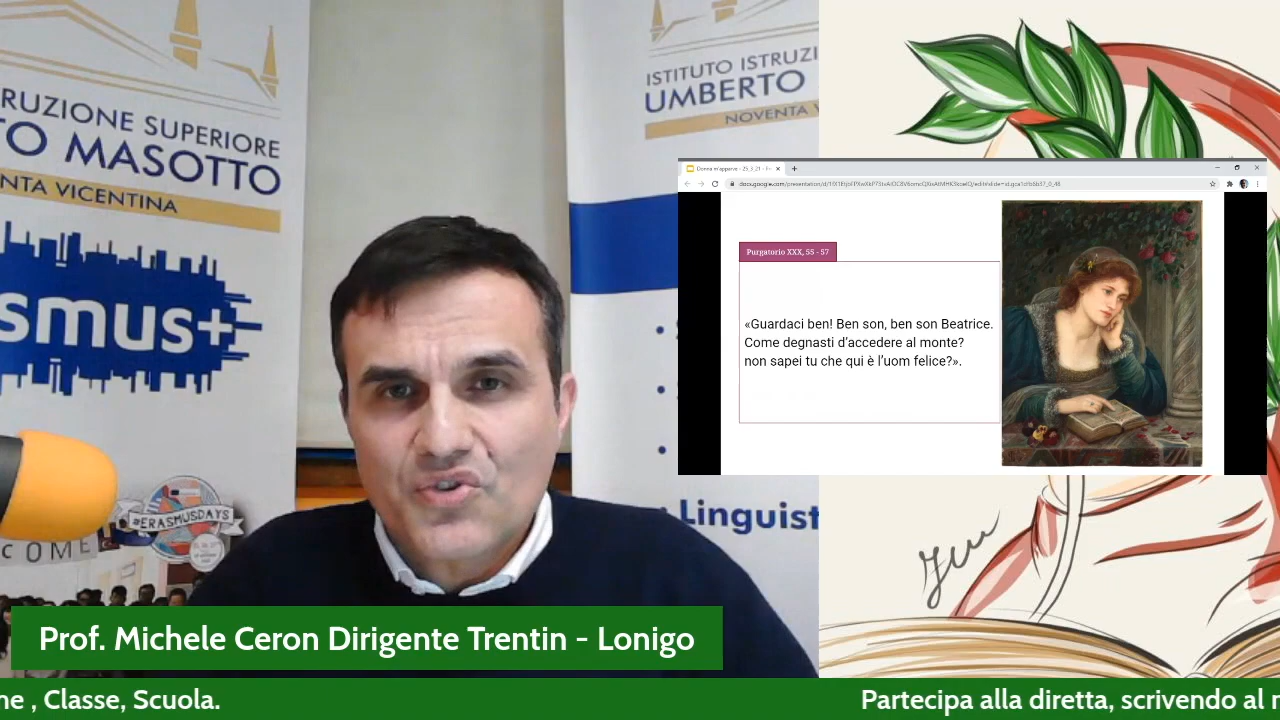 RUZIONE SUPERIORE
TO MASOTTO
NTA VICENTINA
smus+
#ERASMUSDAYS
COME
ISTITUTO ISTRUZI
UMBERTO
NOVENTA V
Linguist
Purgatorio XXX, 55 - 57
«Guardaci ben! Ben son, ben son Beatrice.
Come degnasti d'accedere al monte?
non sapei tu che qui è l'uom felice?».
Prof. Michele Ceron Dirigente Trentin - Lonigo
ne , Classe, Scuola.
Partecipa alla diretta, scrivendo al n